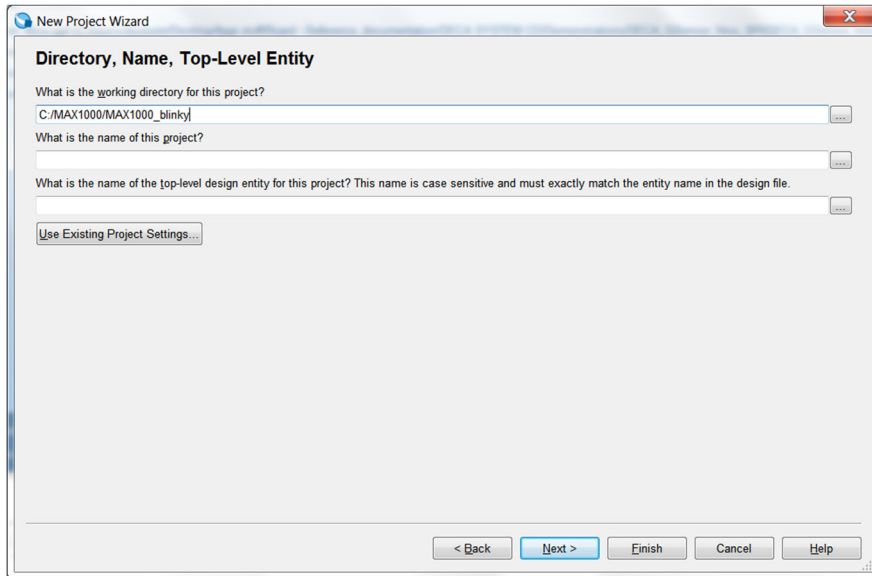 New Project Wizard
Directory, Name, Top-Level Entity
What is the working directory for this project?
C:/MAX1000/MAX1000_blinky
...
What is the name of this project?
...
What is the name of the top-level design entity for this project? This name is case sensitive and must exactly match the entity name in the design file.
...
Use Existing Project Settings...
< Back Next > Finish Cancel Help